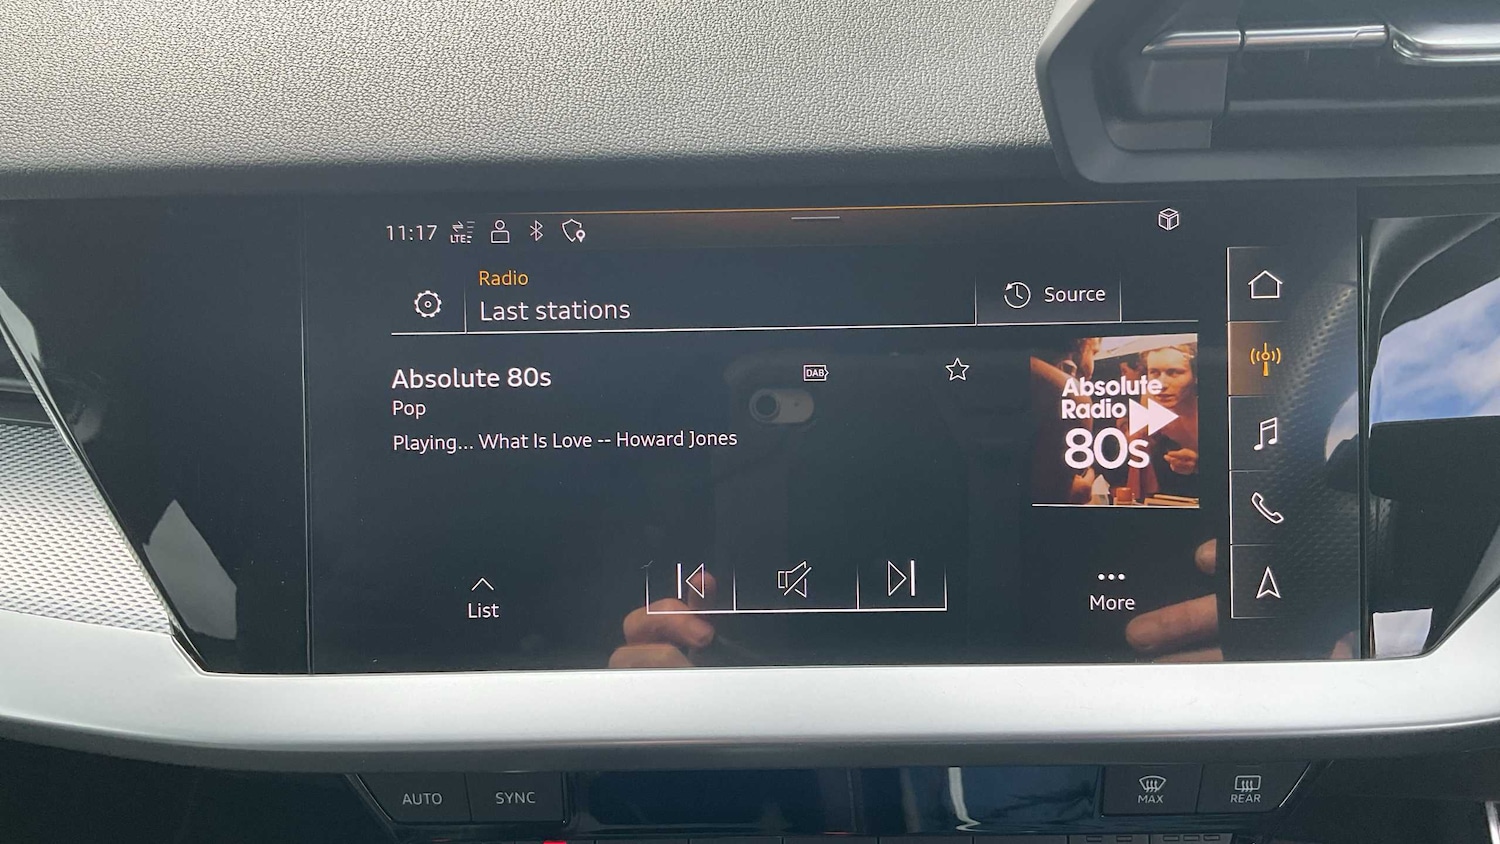 11:17
LTE
Radio
Last stations
Source
Absolute 80s
DAB
Pop
Playing... What Is Love -- Howard Jones
Absolute
Radio
80s
List
More
AUTO
SYNC
MAX
REAR